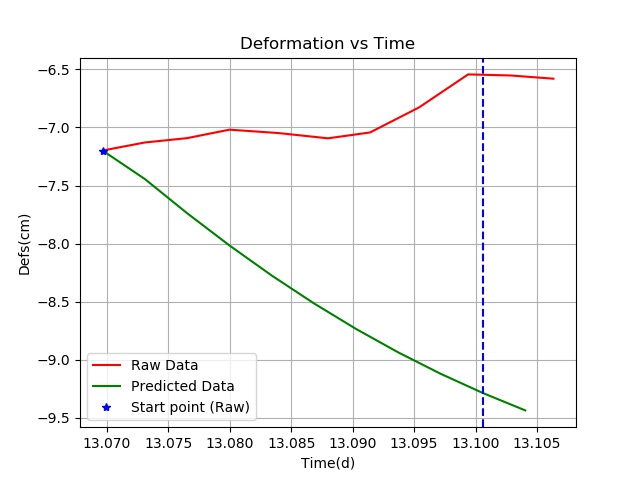 Deformation vs Time
Defs(cm)
−6.5
−7.0
−7.5
−8.0
−8.5
−9.0
−9.5
Raw Data
Predicted Data
Start point (Raw)
13.070 13.075 13.080 13.085 13.090 13.095 13.100 13.105
Time(d)